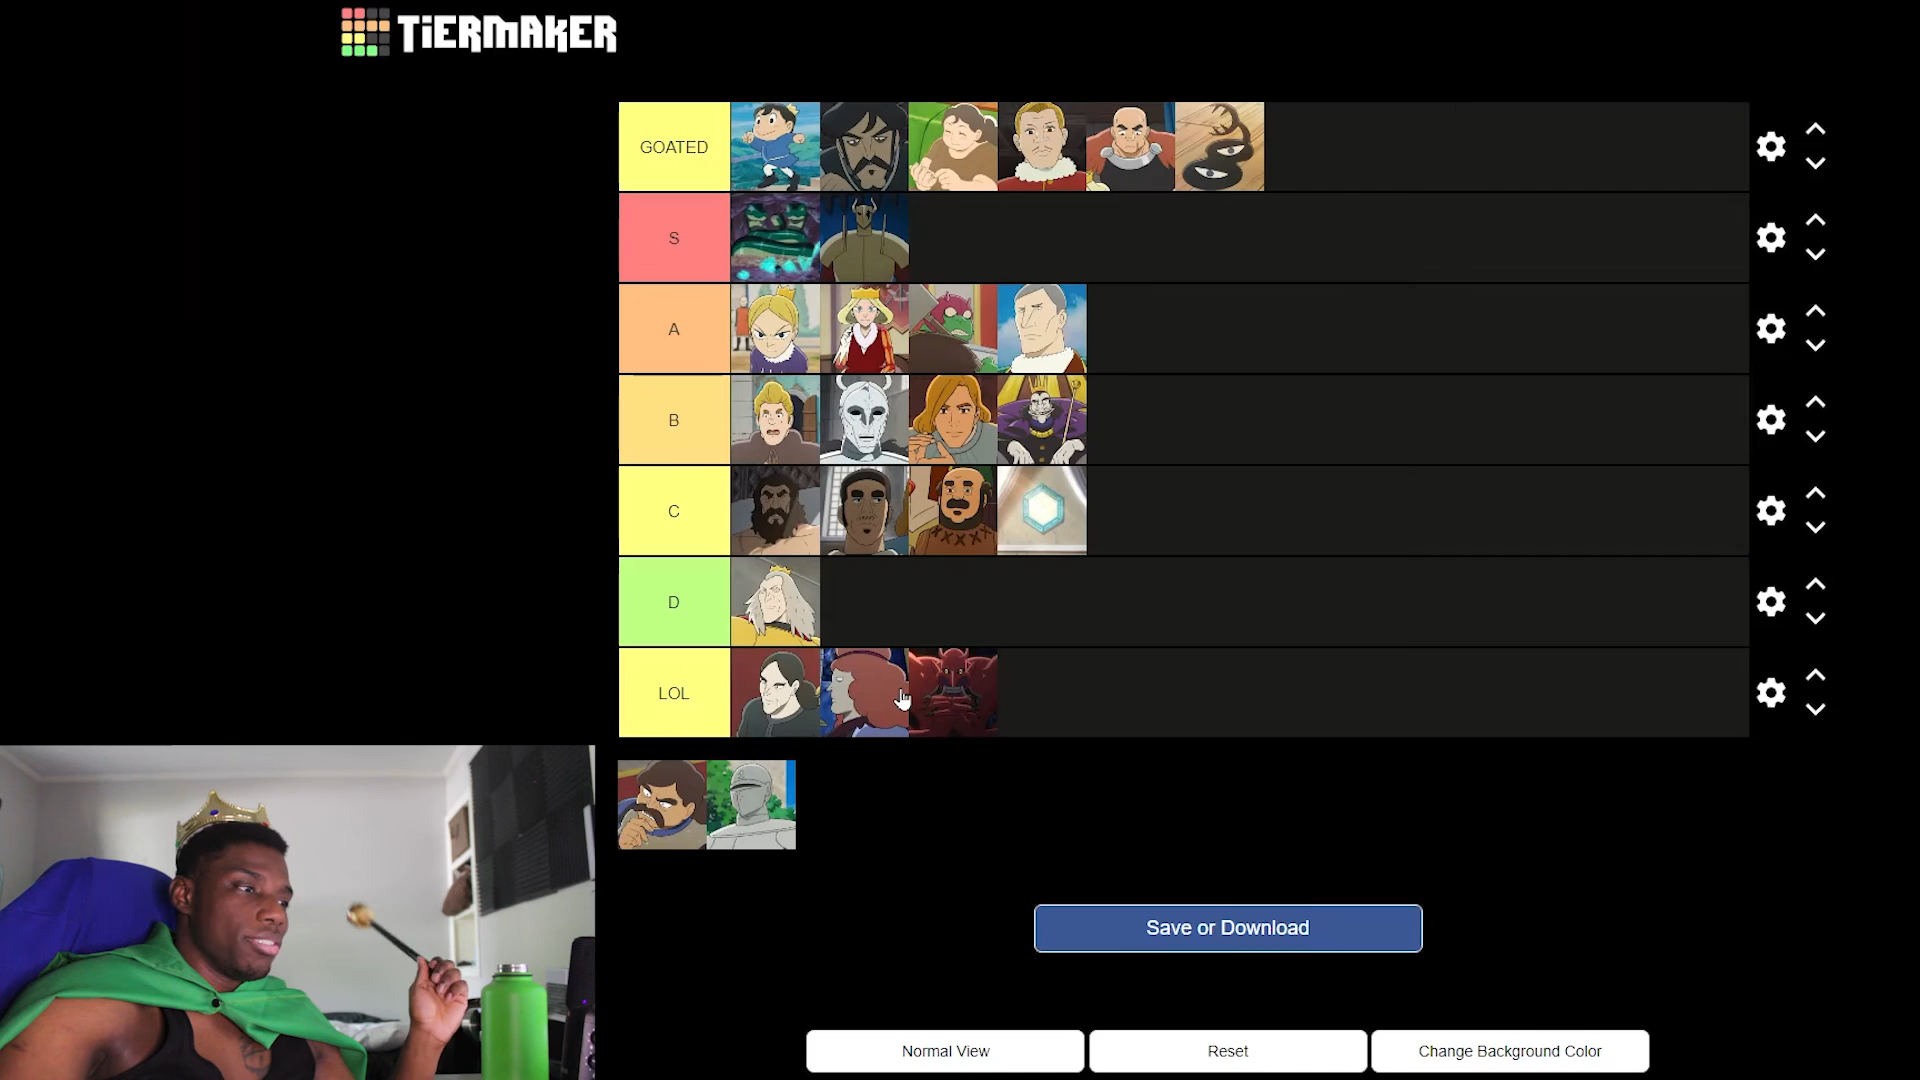 TiERMAKER
GOATED
S
A
B
C
D
LOL
Save or Download
Normal View
Reset
Change Background Color